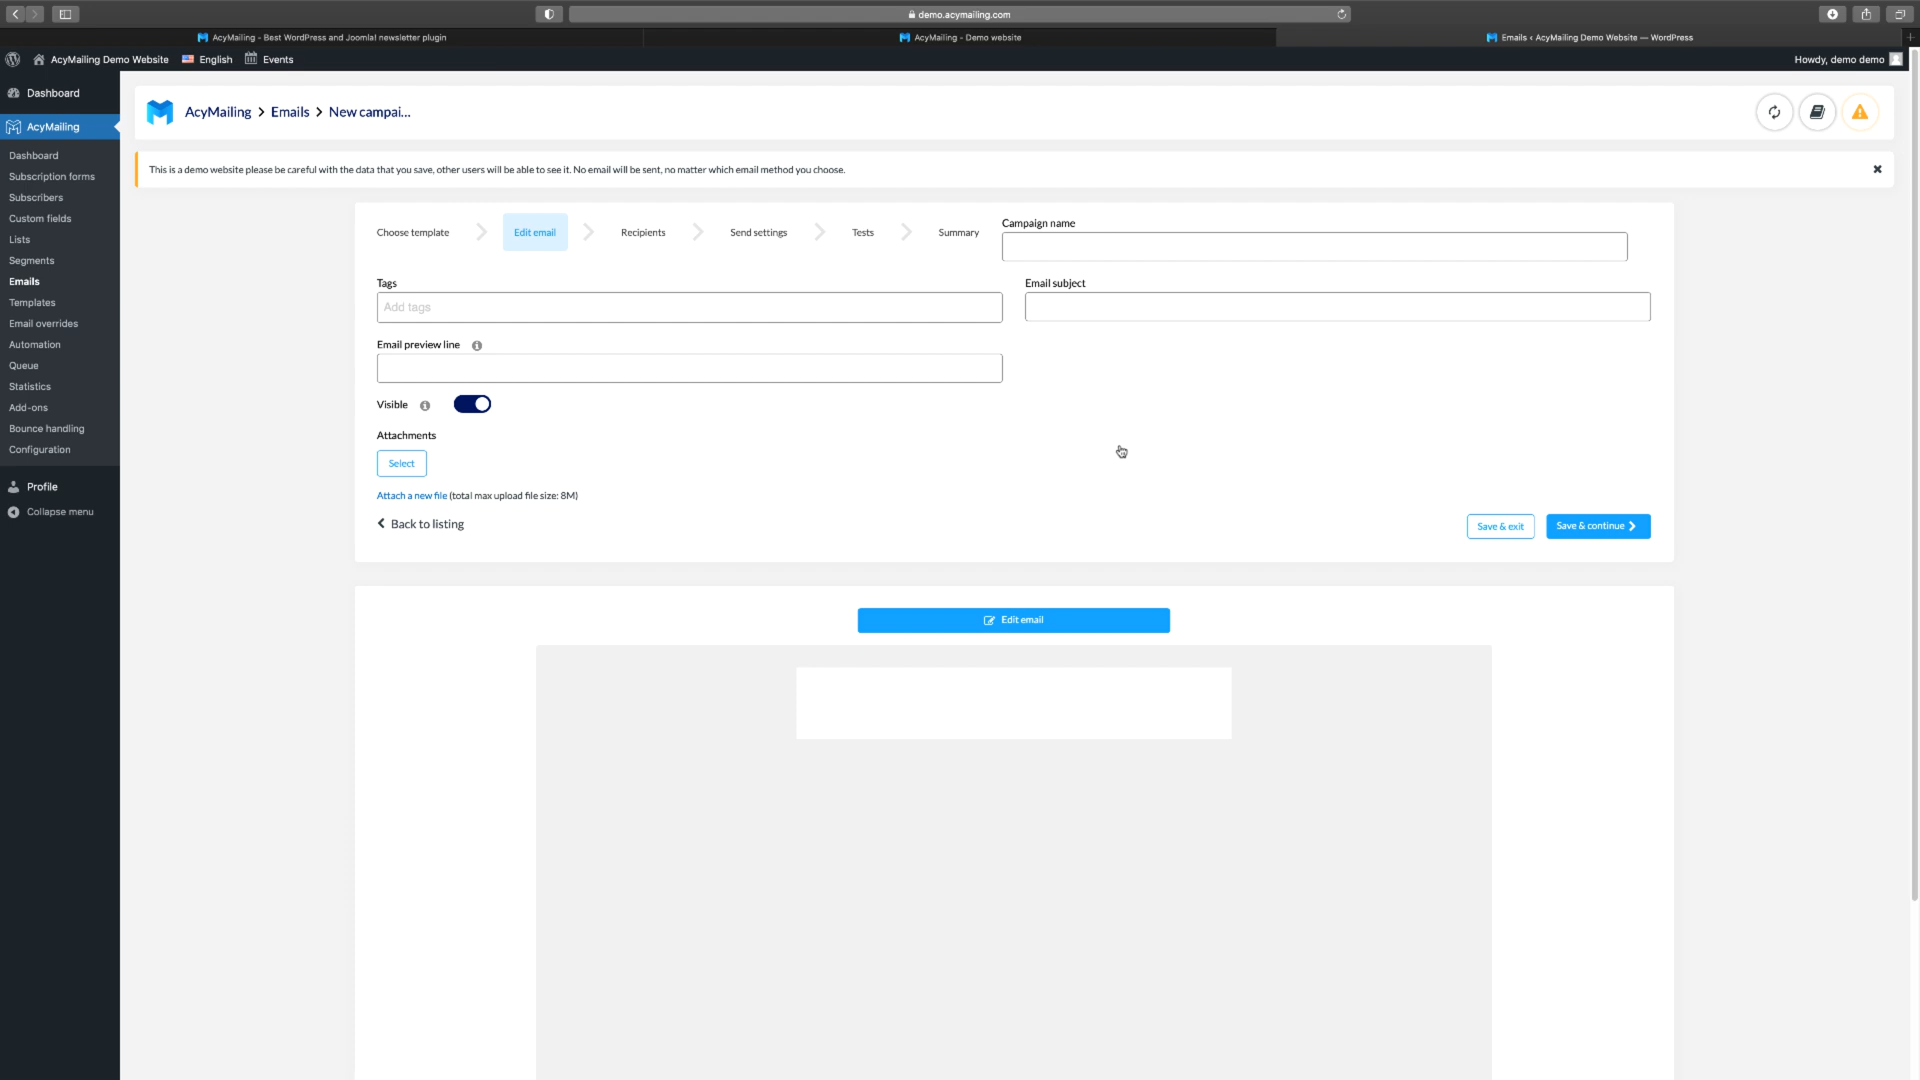 demo.acymailing.com
AcyMailing - Best WordPress and Joomla! newsletter plugin
AcyMailing - Demo website
Emails ‹ AcyMailing Demo Website — WordPress
AcyMailing Demo Website
English
Events
Howdy, demo demo
Dashboard
AcyMailing
Dashboard
Subscription forms
Subscribers
Custom fields
Lists
Segments
Emails
Templates
Email overrides
Automation
Queue
Statistics
Add-ons
Bounce handling
Configuration
Profile
Collapse menu
AcyMailing > Emails > New campai...
This is a demo website please be careful with the data that you save, other users will be able to see it. No email will be sent, no matter which email method you choose.
Choose template
Edit email
Recipients
Send settings
Tests
Summary
Campaign name
Tags
Add tags
Email subject
Email preview line
Visible
Attachments
Select
Attach a new file (total max upload file size: 8M)
Back to listing
Save & exit
Save & continue
Edit email